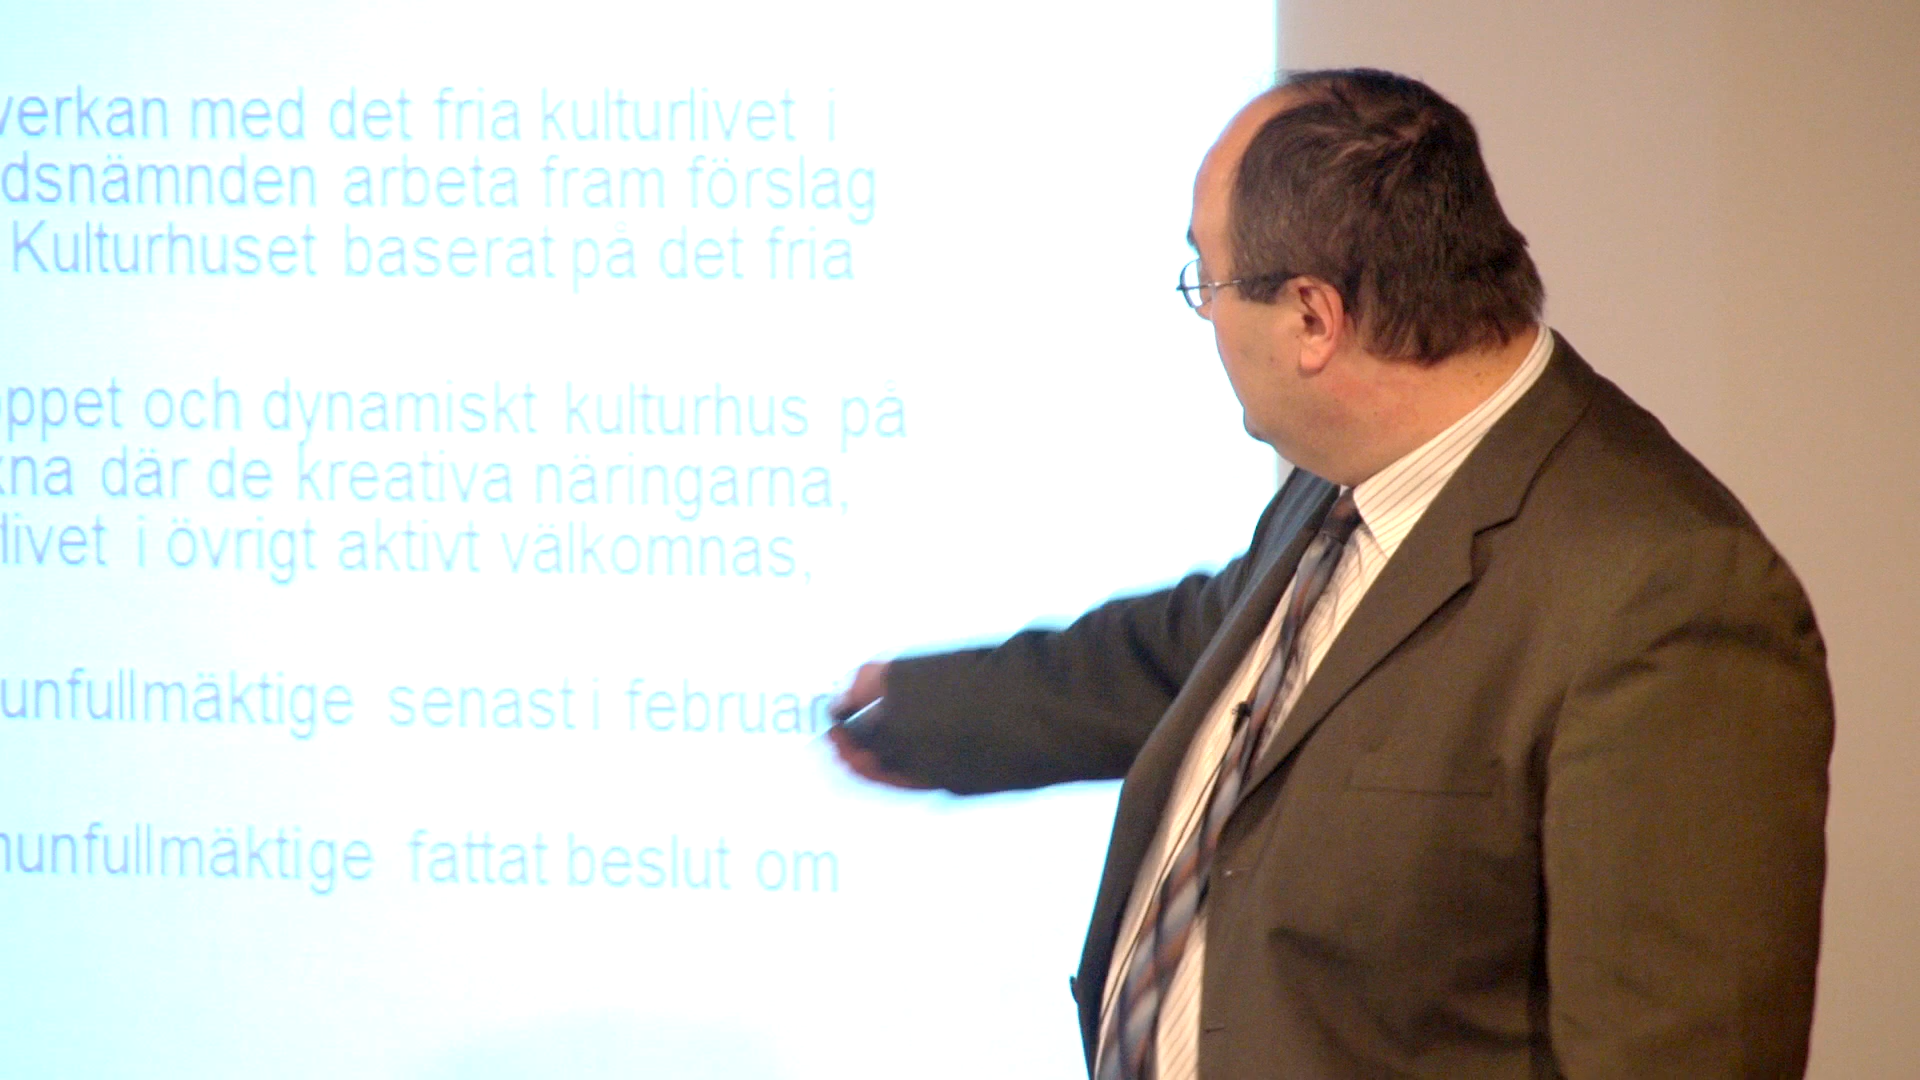 verkan med det fria kulturlivet i
dsnämnden arbeta fram förslag
Kulturhuset baserat på det fria
öppet och dynamiskt kulturhus på
kna där de kreativa näringarna,
livet i övrigt aktivt välkomnas,
unfullmäktige senast i februari
nunfullmäktige fattat beslut om